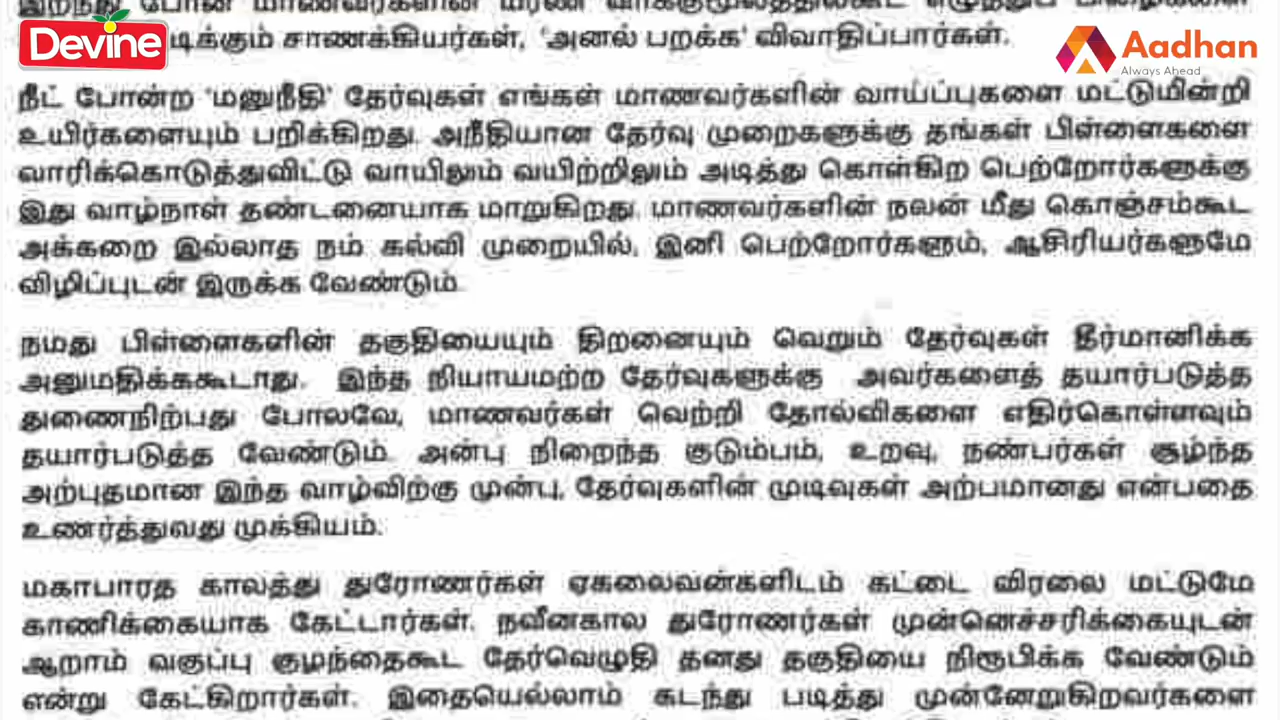 Devine
Aadhan
Always Ahead
டிக்கும் சாணக்கியர்கள், ‘அனல் பறக்க’ விவாதிப்பார்கள்.
நீட் போன்ற ‘மனுநீதி’ தேர்வுகள் எங்கள் மாணவர்களின் வாய்ப்புகளை மட்டுமின்றி
உயிர்களையும் பறிக்கிறது. அநீதியான தேர்வு முறைகளுக்கு தங்கள் பிள்ளைகளை
வாரிக்கொடுத்துவிட்டு வாயிலும் வயிற்றிலும் அடித்து கொள்கிற பெற்றோர்களுக்கு
இது வாழ்நாள் தண்டனையாக மாறுகிறது. மாணவர்களின் நலன் மீது கொஞ்சம்கூட
அக்கறை இல்லாத நம் கல்வி முறையில், இனி பெற்றோர்களும், ஆசிரியர்களுமே
விழிப்புடன் இருக்க வேண்டும்.
நமது பிள்ளைகளின் தகுதியையும் திறனையும் வெறும் தேர்வுகள் தீர்மானிக்க
அனுமதிக்ககூடாது. இந்த நியாயமற்ற தேர்வுகளுக்கு அவர்களைத் தயார்படுத்த
துணைநிற்பது போலவே, மாணவர்கள் வெற்றி தோல்விகளை எதிர்கொள்ளவும்
தயார்படுத்த வேண்டும். அன்பு நிறைந்த குடும்பம், உறவு, நண்பர்கள் சூழ்ந்த
அற்புதமான இந்த வாழ்விற்கு முன்பு, தேர்வுகளின் முடிவுகள் அற்பமானது என்பதை
உணர்த்துவது முக்கியம்.
மகாபாரத காலத்து துரோணர்கள் ஏகலைவன்களிடம் கட்டை விரலை மட்டுமே
காணிக்கையாக கேட்டார்கள். நவீனகால துரோணர்கள் முன்னெச்சரிக்கையுடன்
ஆறாம் வகுப்பு குழந்தைகூட தேர்வெழுதி தனது தகுதியை நிரூபிக்க வேண்டும்
என்று கேட்கிறார்கள். இதையெல்லாம் கடந்து படித்து முன்னேறுகிறவர்களை